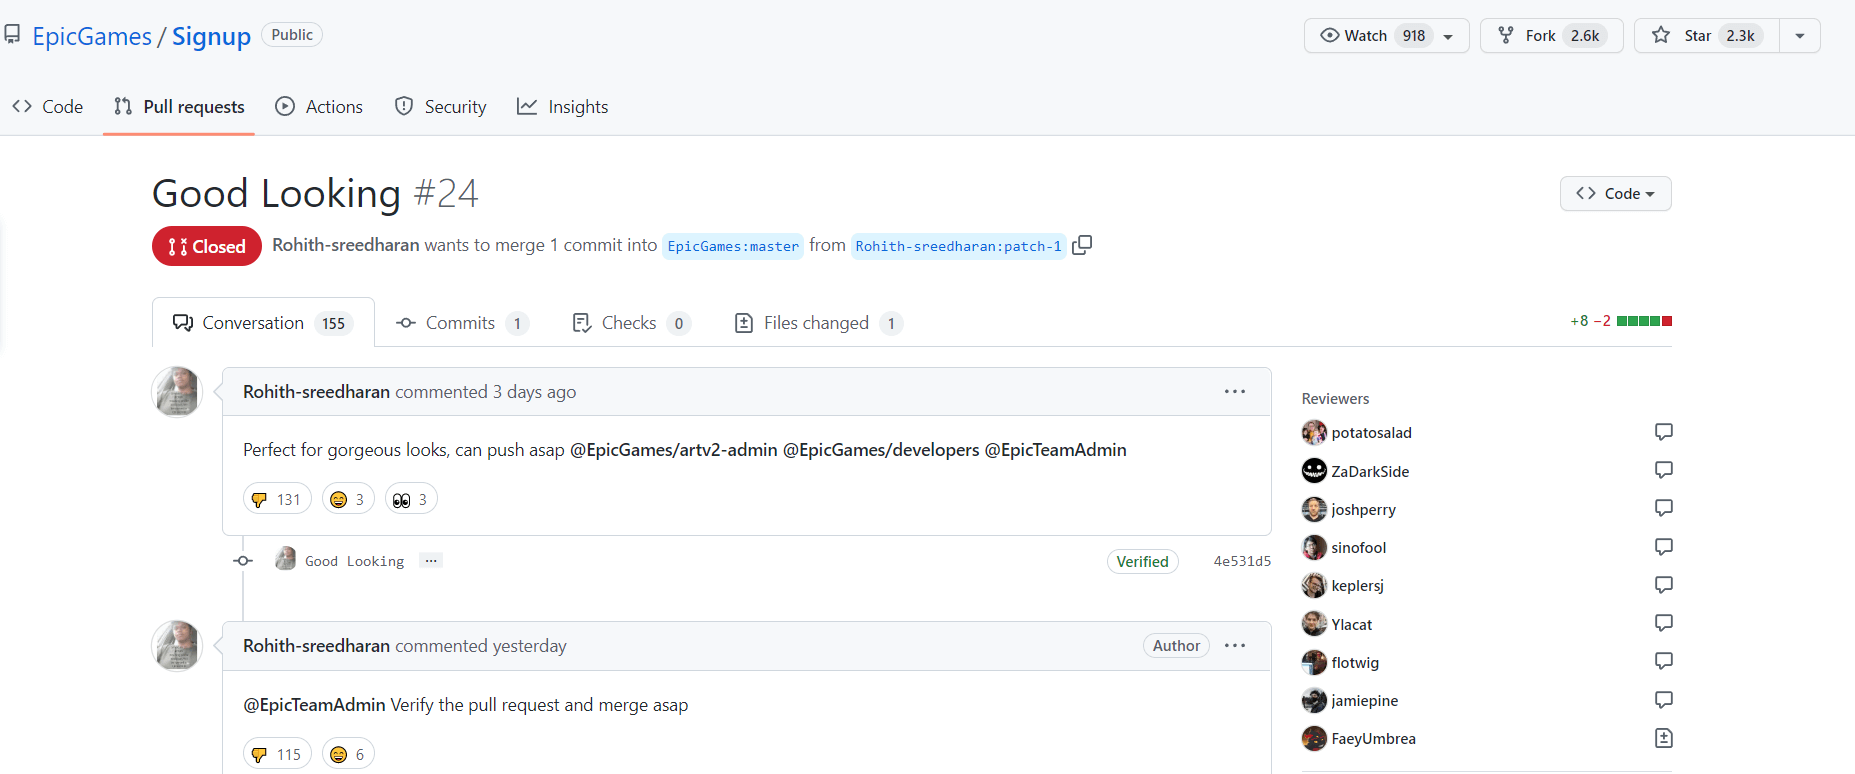 EpicGames / Signup Public
Watch 918
Fork 2.6k
Star 2.3k
Code
Pull requests
Actions
Security
Insights
Good Looking #24
Code
Closed
Rohith-sreedharan wants to merge 1 commit into EpicGames:master from Rohith-sreedharan:patch-1
Conversation 155
Commits 1
Checks 0
Files changed 1
+8 −2
Rohith-sreedharan commented 3 days ago
Perfect for gorgeous looks, can push asap @EpicGames/artv2-admin @EpicGames/developers @EpicTeamAdmin
131
3
3
Good Looking ...
Verified
4e531d5
Rohith-sreedharan commented yesterday
Author
@EpicTeamAdmin Verify the pull request and merge asap
115
6
Reviewers
potatosalad
ZaDarkSide
joshperry
sinofool
keplersj
Ylacat
flotwig
jamiepine
FaeyUmbrea